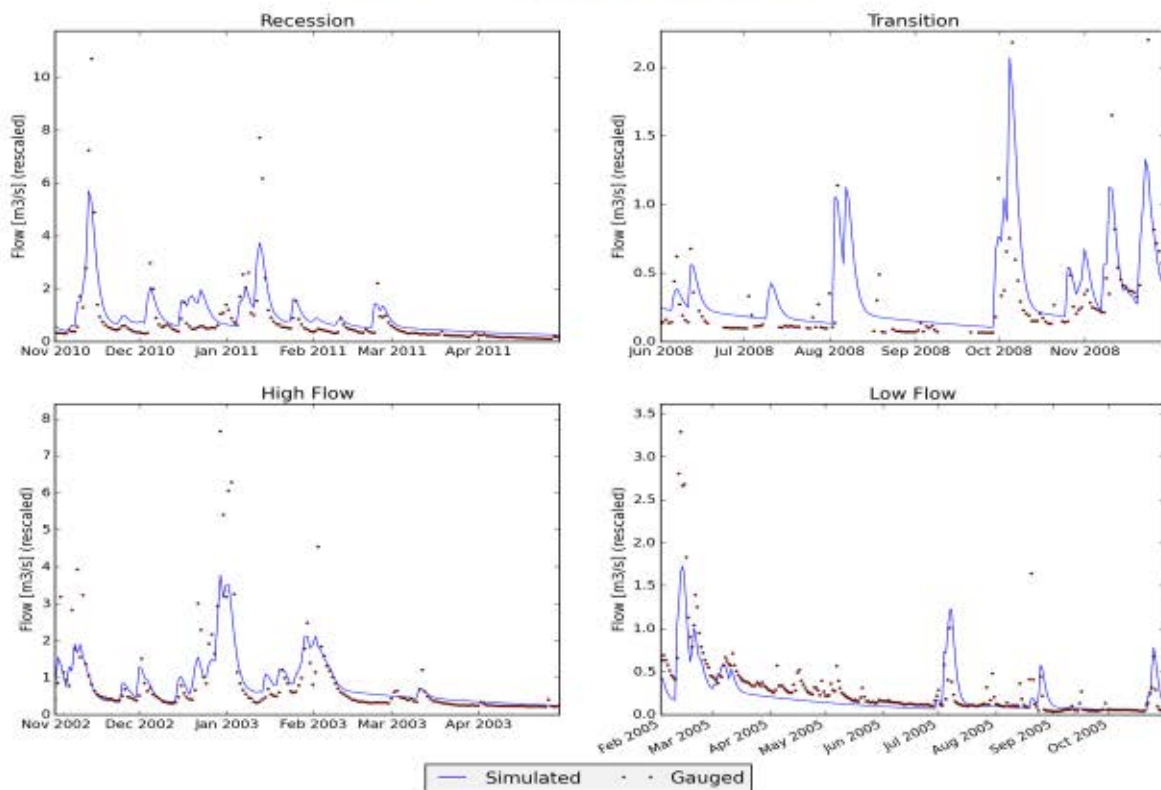 Recession
Flow [m3/s] (rescaled)
10
8
6
4
2
0
Nov 2010 Dec 2010 Jan 2011 Feb 2011 Mar 2011 Apr 2011
Transition
Flow [m3/s] (rescaled)
2.0
1.5
1.0
0.5
0.0
Jun 2008 Jul 2008 Aug 2008 Sep 2008 Oct 2008 Nov 2008
High Flow
Flow [m3/s] (rescaled)
8
7
6
5
4
3
2
1
0
Nov 2002 Dec 2002 Jan 2003 Feb 2003 Mar 2003 Apr 2003
Low Flow
Flow [m3/s] (rescaled)
3.5
3.0
2.5
2.0
1.5
1.0
0.5
0.0
Feb 2005 Mar 2005 Apr 2005 May 2005 Jun 2005 Jul 2005 Aug 2005 Sep 2005 Oct 2005
Simulated Gauged